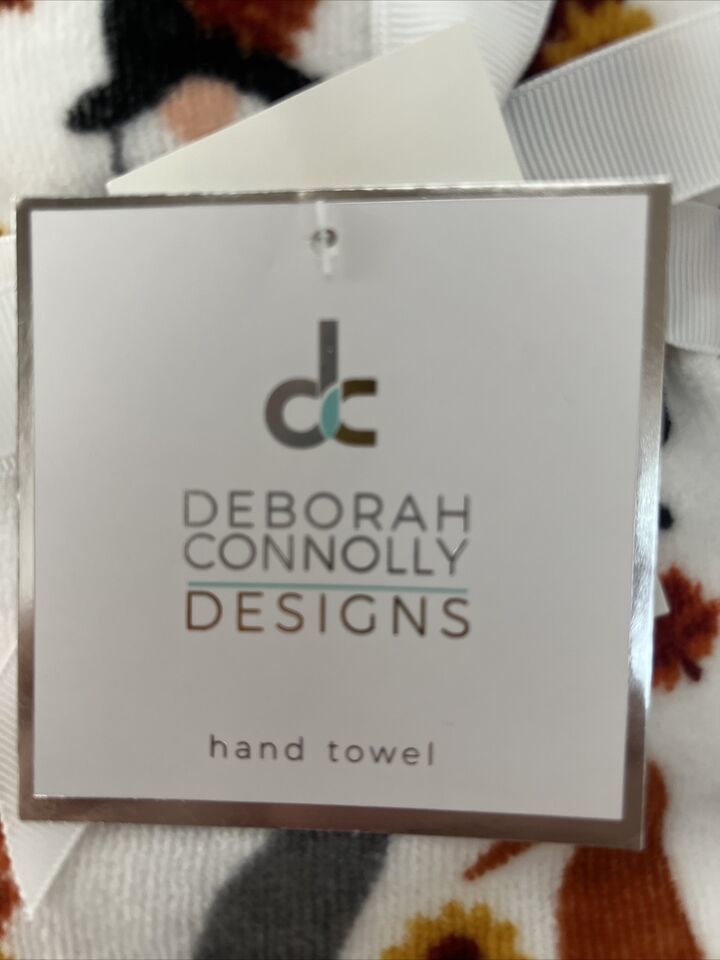 dc
DEBORAH
CONNOLLY
DESIGNS
hand towel